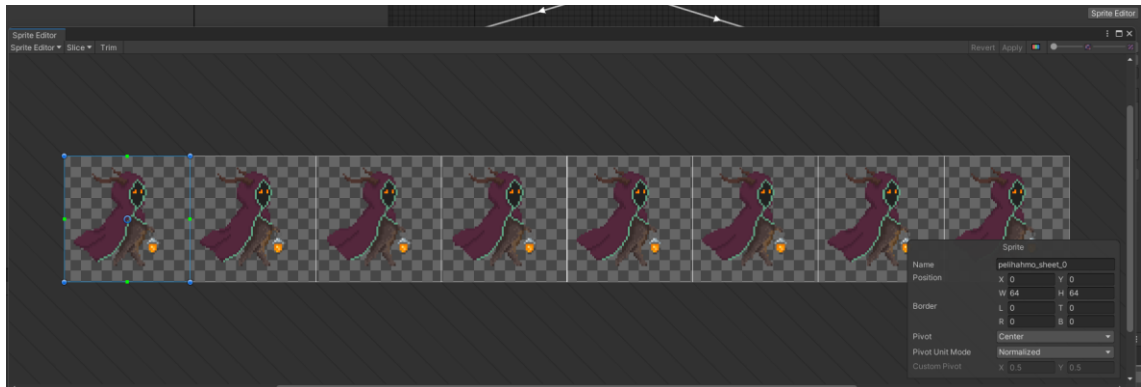 Sprite Editor
Sprite Editor
Sprite Editor Slice Trim Revert Apply
Sprite
Name pelihahmo_sheet_0
Position X 0 Y 0
W 64 H 64
Border L 0 T 0
R 0 B 0
Pivot Center
Pivot Unit Mode Normalized
Custom Pivot X 0.5 Y 0.5